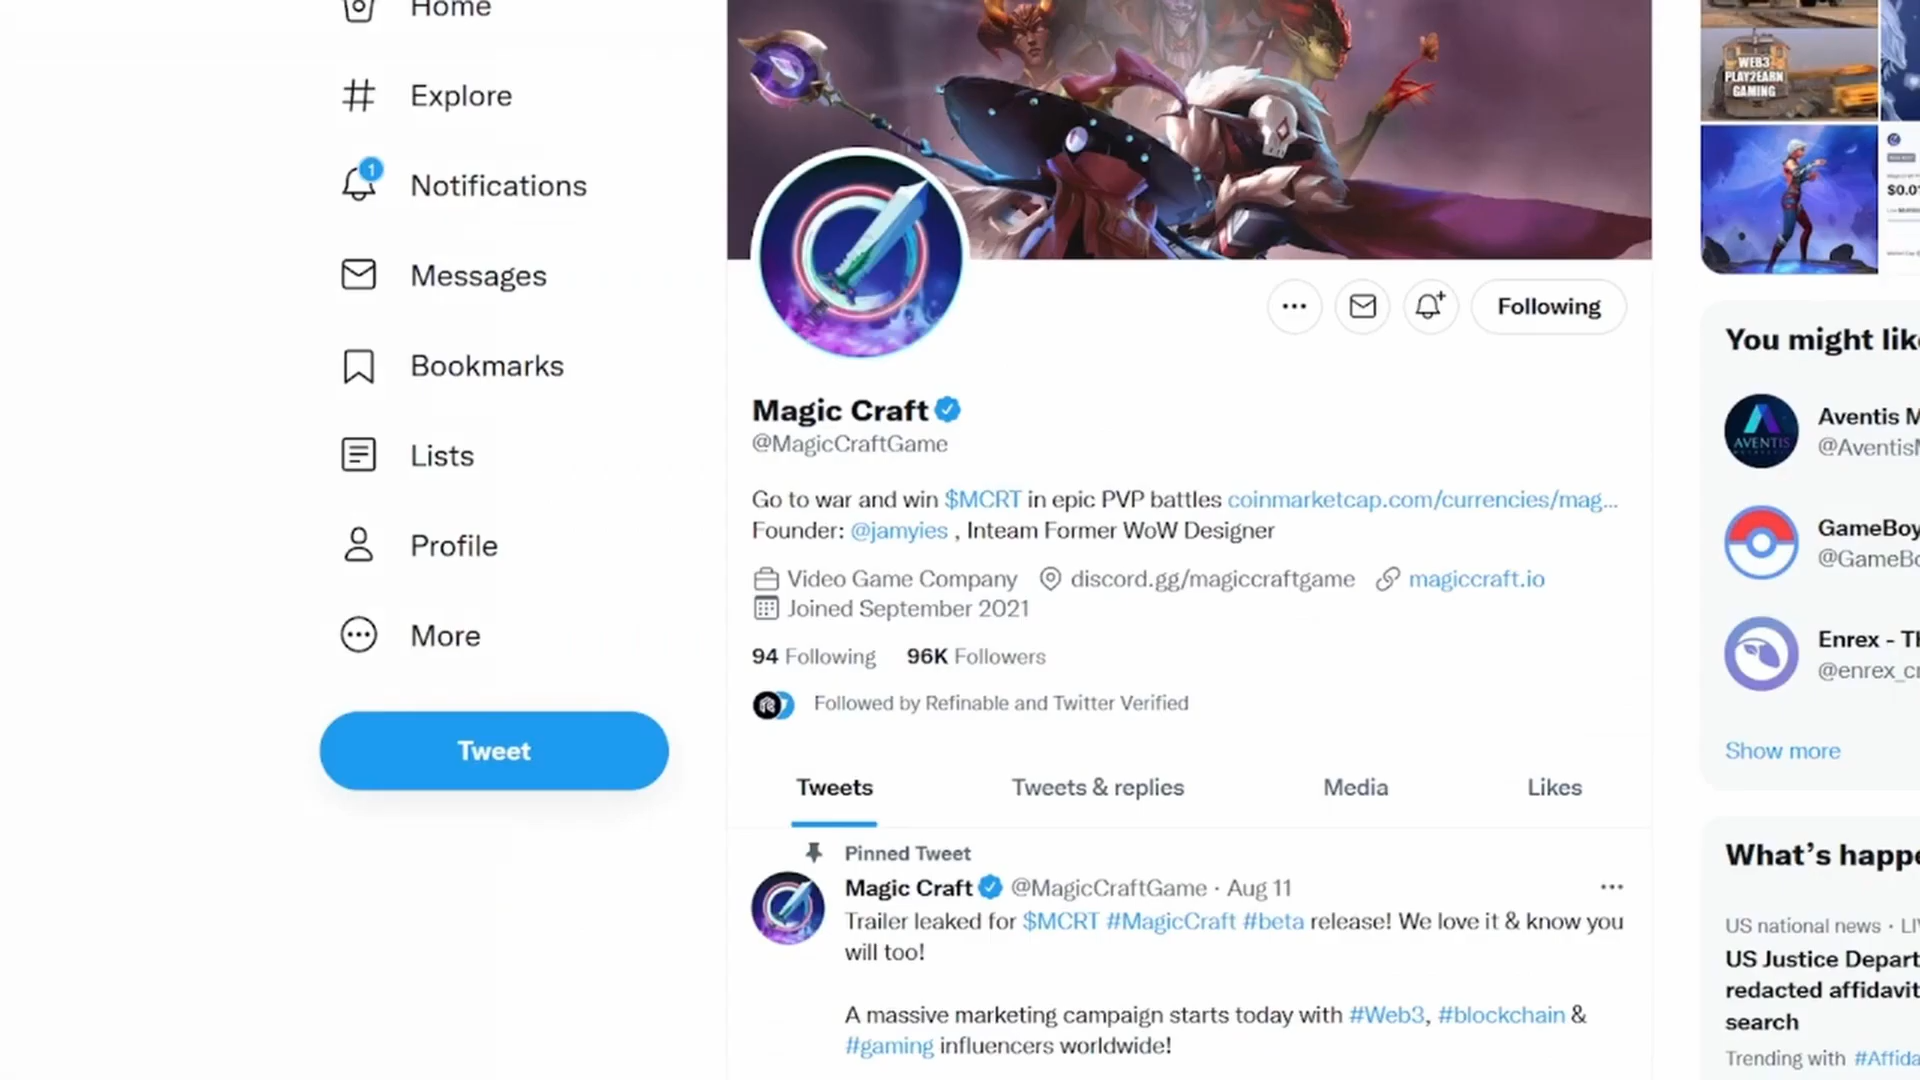 Home
Explore
1
Notifications
Messages
Bookmarks
Lists
Profile
More
Tweet
Following
Magic Craft
@MagicCraftGame
Go to war and win $MCRT in epic PVP battles coinmarketcap.com/currencies/mag...
Founder: @jamyies , Inteam Former WoW Designer
Video Game Company discord.gg/magiccraftgame magiccraft.io
Joined September 2021
94 Following 96K Followers
Followed by Refinable and Twitter Verified
Tweets Tweets & replies Media Likes
Pinned Tweet
Magic Craft @MagicCraftGame · Aug 11
Trailer leaked for $MCRT #MagicCraft #beta release! We love it & know you
will too!
A massive marketing campaign starts today with #Web3, #blockchain &
#gaming influencers worldwide!
WEB3
PLAY2EARN
GAMING
$0.0
You might lik
AVENTIS
Aventis M
@AventisM
GameBoy
@GameBo
Enrex - Th
@enrex_cr
Show more
What's happe
US national news · LI
US Justice Depart
redacted affidavit
search
Trending with #Affida